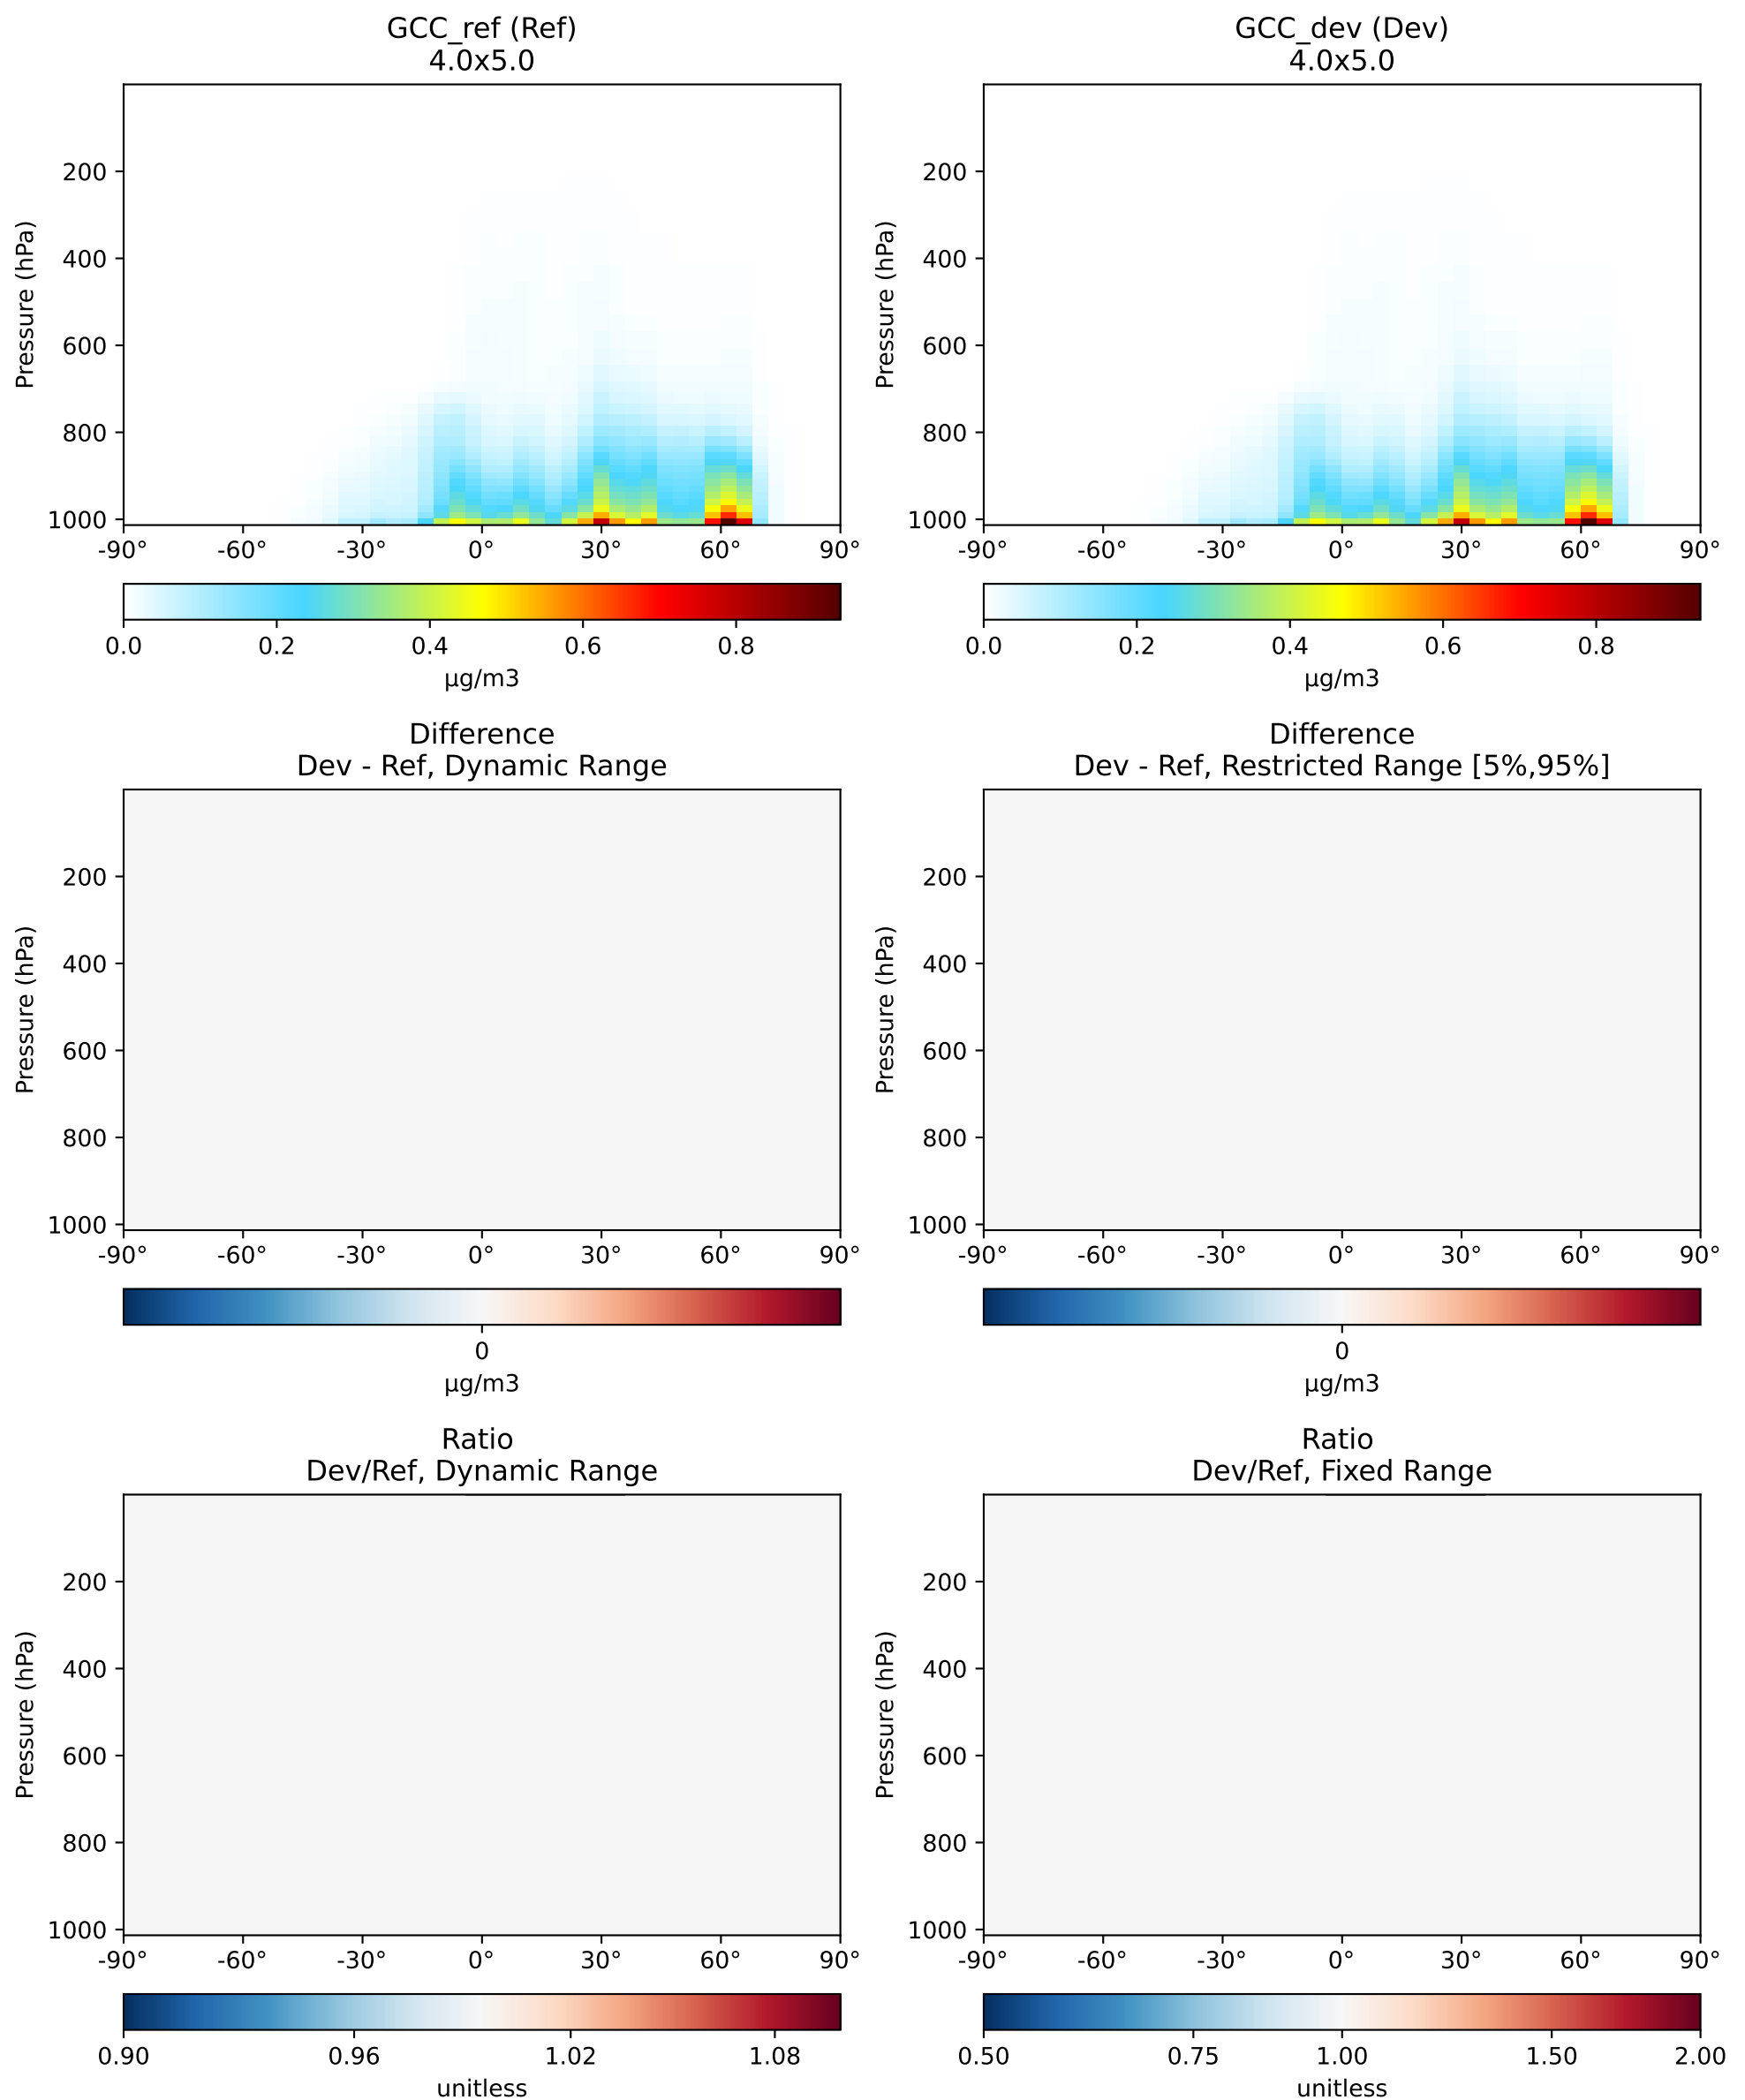 GCC_ref (Ref)
4.0x5.0
Pressure (hPa)
200
400
600
800
1000
-90° -60° -30° 0° 30° 60° 90°
0.0 0.2 0.4 0.6 0.8
µg/m3
GCC_dev (Dev)
4.0x5.0
Pressure (hPa)
200
400
600
800
1000
-90° -60° -30° 0° 30° 60° 90°
0.0 0.2 0.4 0.6 0.8
µg/m3
Difference
Dev - Ref, Dynamic Range
Pressure (hPa)
200
400
600
800
1000
-90° -60° -30° 0° 30° 60° 90°
0
µg/m3
Difference
Dev - Ref, Restricted Range [5%,95%]
Pressure (hPa)
200
400
600
800
1000
-90° -60° -30° 0° 30° 60° 90°
0
µg/m3
Ratio
Dev/Ref, Dynamic Range
Pressure (hPa)
200
400
600
800
1000
-90° -60° -30° 0° 30° 60° 90°
0.90 0.96 1.02 1.08
unitless
Ratio
Dev/Ref, Fixed Range
Pressure (hPa)
200
400
600
800
1000
-90° -60° -30° 0° 30° 60° 90°
0.50 0.75 1.00 1.50 2.00
unitless